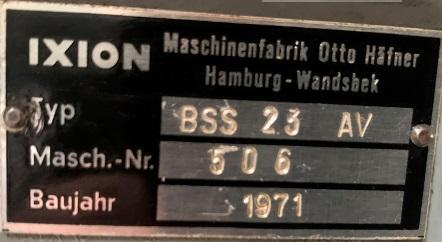 IXION Maschinenfabrik Otto Häfner
Hamburg-Wandsbek
Typ BSS 23 AV
Masch.-Nr. 506
Baujahr 1971